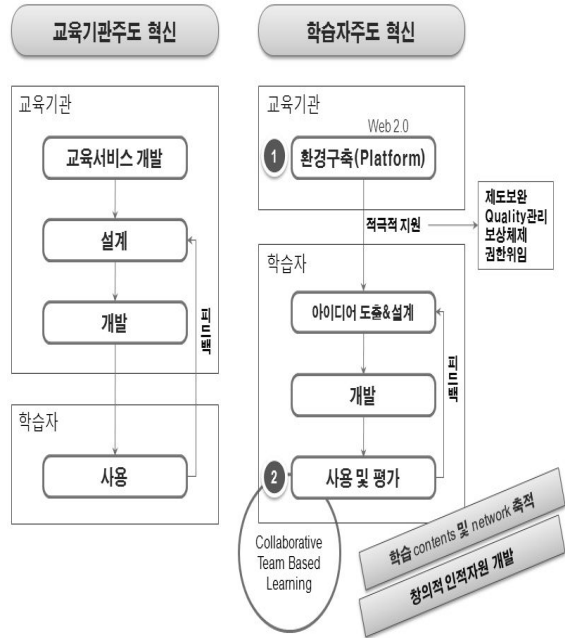 교육기관주도 혁신
교육기관
교육서비스 개발
설계
개발
피드백
학습자
사용
학습자주도 혁신
교육기관
Web 2.0
1
환경구축(Platform)
적극적 지원
제도보완
Quality관리
보상체제
권한위임
학습자
아이디어 도출&설계
개발
피드백
2
사용 및 평가
Collaborative
Team Based
Learning
학습 contents 및 network 축적
창의적 인적자원 개발